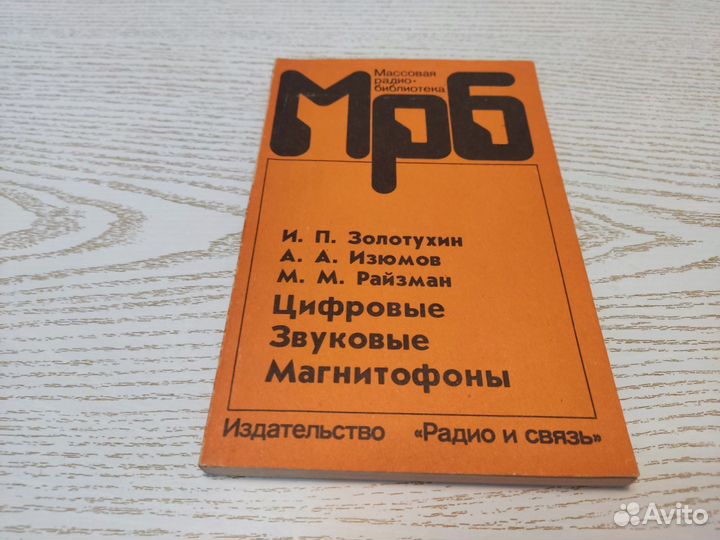 Массовая
радио-
библиотека
Мрб
И. П. Золотухин
А. А. Изюмов
М. М. Райзман
Цифровые
Звуковые
Магнитофоны
Издательство «Радио и связь»
Avito